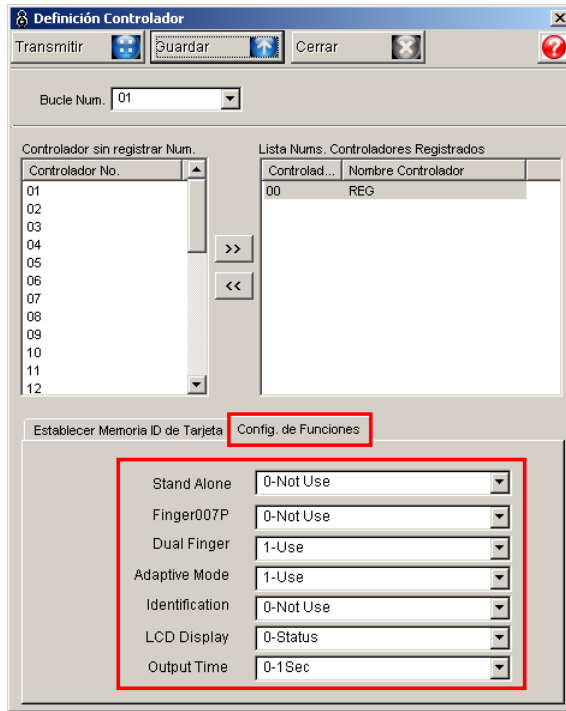 Definición Controlador
Transmitir Guardar Cerrar
Bucle Num. 01
Controlador sin registrar Num.
Controlador No.
01
02
03
04
05
06
07
08
09
10
11
12
>>
<<
Lista Nums. Controladores Registrados
Controlad... Nombre Controlador
00 REG
Establecer Memoria ID de Tarjeta Config. de Funciones
Stand Alone 0-Not Use
Finger007P 0-Not Use
Dual Finger 1-Use
Adaptive Mode 1-Use
Identification 0-Not Use
LCD Display 0-Status
Output Time 0-1Sec